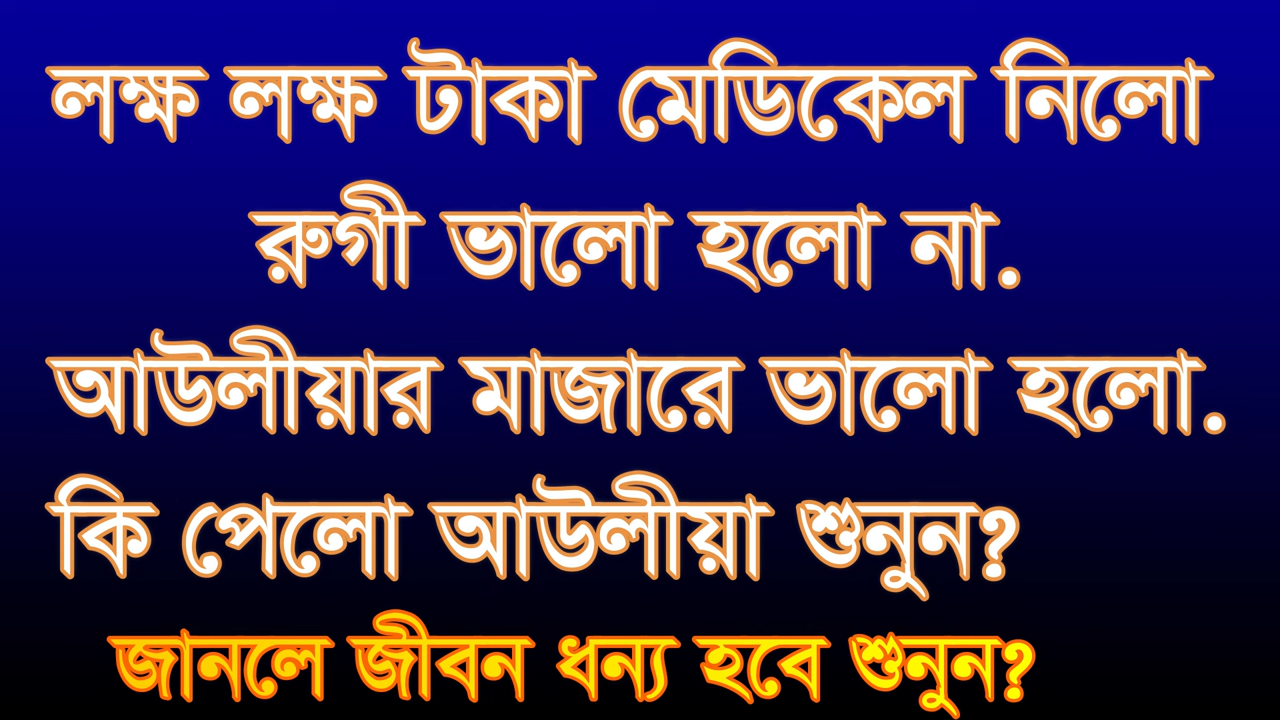 লক্ষ লক্ষ টাকা মেডিকেল নিলো
রুগী ভালো হলো না.
আউলীয়ার মাজারে ভালো হলো.
কি পেলো আউলীয়া শুনুন?
জানলে জীবন ধন্য হবে শুনুন?